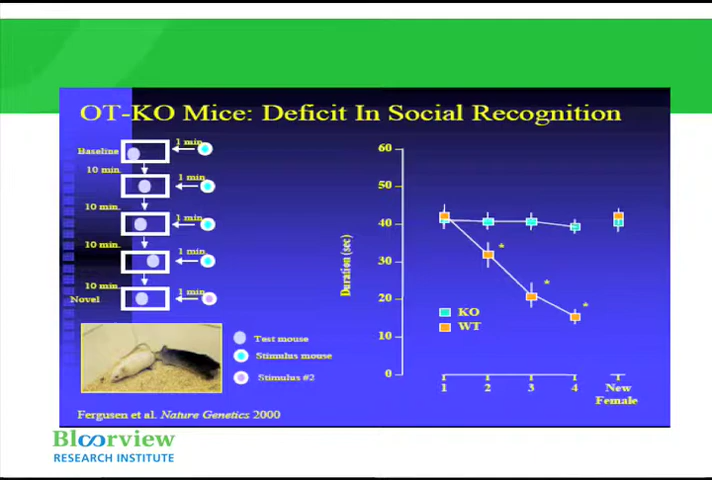 OT-KO Mice: Deficit In Social Recognition
Baseline
1 min
10 min.
1 min
10 min.
1 min
10 min.
1 min
10 min.
Novel
1 min
Test mouse
Stimulus mouse
Stimulus #2
Fergusen et al. Nature Genetics 2000
Duration (sec)
60
50
40
30
20
10
0
*
*
*
KO
WT
1 2 3 4 New
Female
Bloorview
RESEARCH INSTITUTE